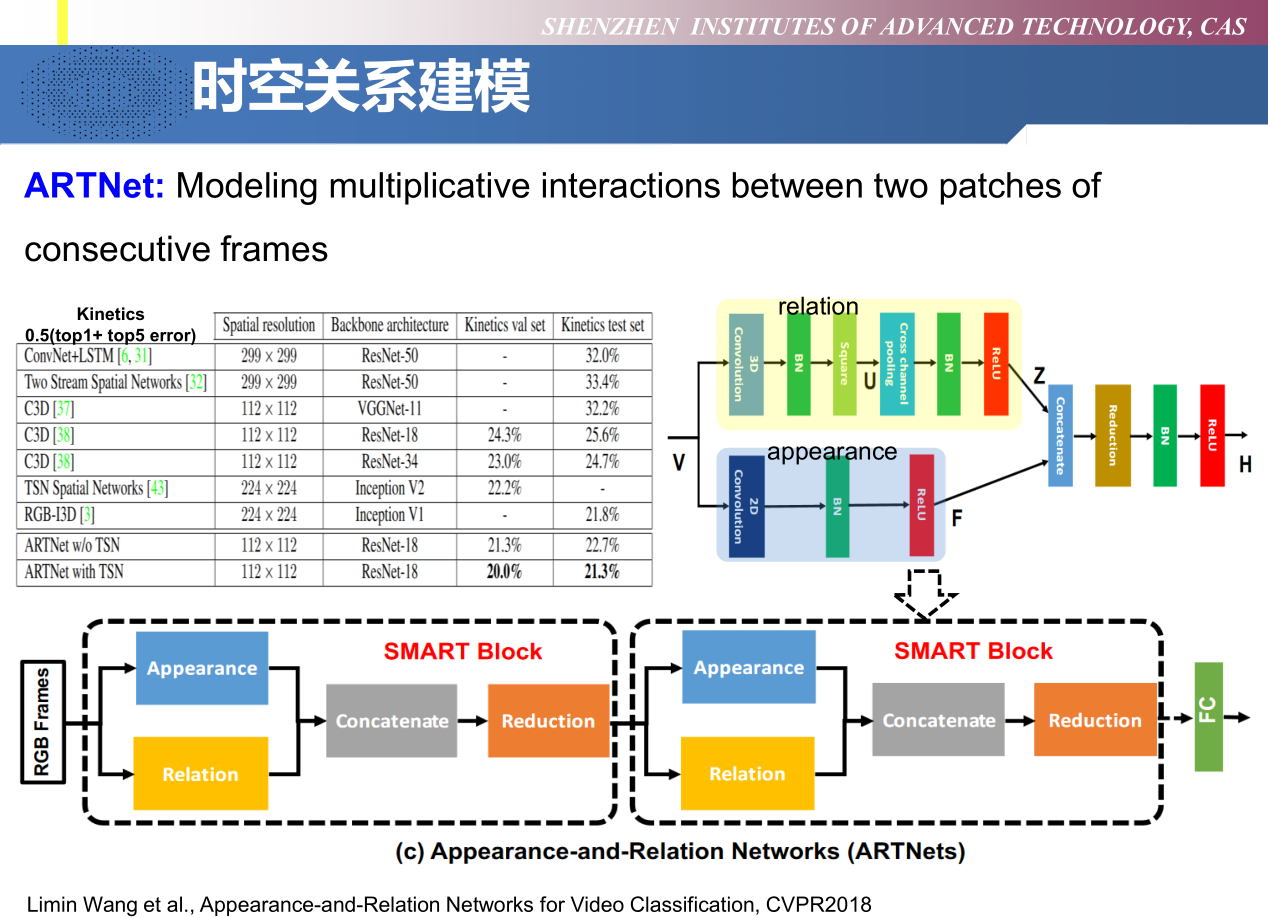 SHENZHEN INSTITUTES OF ADVANCED TECHNOLOGY, CAS
时空关系建模
ARTNet: Modeling multiplicative interactions between two patches of
consecutive frames
Kinetics
0.5(top1+ top5 error)
Spatial resolution Backbone architecture Kinetics val set Kinetics test set
ConvNet+LSTM [6, 31] 299 × 299 ResNet-50 - 32.0%
Two Stream Spatial Networks [32] 299 × 299 ResNet-50 - 33.4%
C3D [37] 112 × 112 VGGNet-11 - 32.2%
C3D [38] 112 × 112 ResNet-18 24.3% 25.6%
C3D [38] 112 × 112 ResNet-34 23.0% 24.7%
TSN Spatial Networks [43] 224 × 224 Inception V2 22.2% -
RGB-I3D [3] 224 × 224 Inception V1 - 21.8%
ARTNet w/o TSN 112 × 112 ResNet-18 21.3% 22.7%
ARTNet with TSN 112 × 112 ResNet-18 20.0% 21.3%
relation
3D
Convolution
BN
Square
U
Cross channel
pooling
BN
ReLU
Z
V
appearance
2D
Convolution
BN
ReLU
F
Concatenate
Reduction
BN
ReLU
H
RGB Frames
Appearance
Relation
SMART Block
Concatenate
Reduction
Appearance
Relation
SMART Block
Concatenate
Reduction
FC
(c) Appearance-and-Relation Networks (ARTNets)
Limin Wang et al., Appearance-and-Relation Networks for Video Classification, CVPR2018